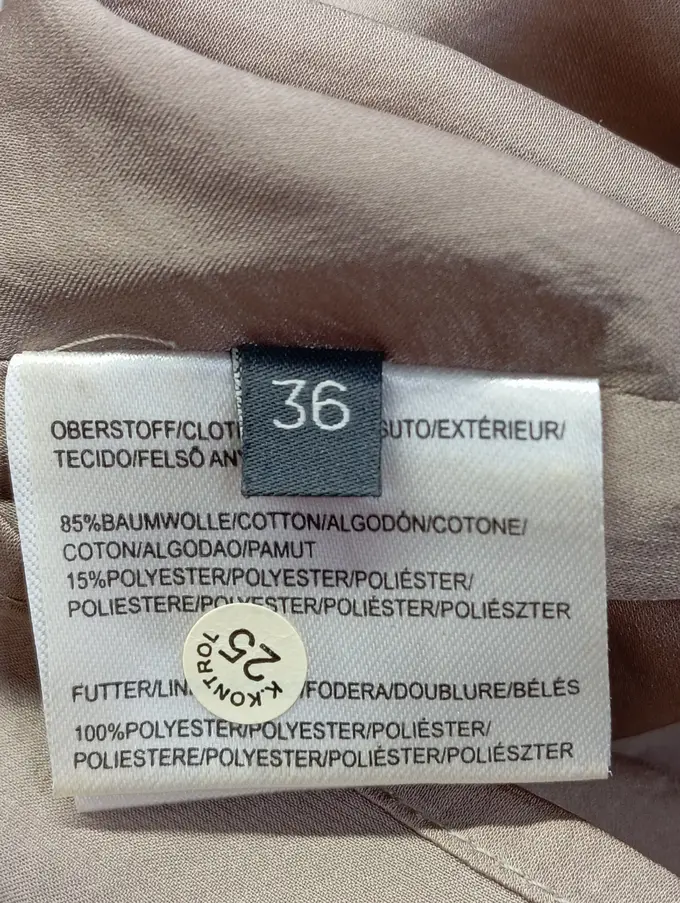 36
OBERSTOFF/CLOT SUTO/EXTÉRIEUR/
TECIDO/FELSŐ AN
85%BAUMWOLLE/COTTON/ALGODÓN/COTONE/
COTON/ALGODAO/PAMUT
15%POLYESTER/POLYESTER/POLIÉSTER/
POLIESTERE/POLYESTER/POLIÉSTER/POLIÉSZTER
K.KONTROL
25
FUTTER/LIN /FODERA/DOUBLURE/BÉLÉS
100%POLYESTER/POLYESTER/POLIÉSTER/
POLIESTERE/POLYESTER/POLIÉSTER/POLIÉSZTER